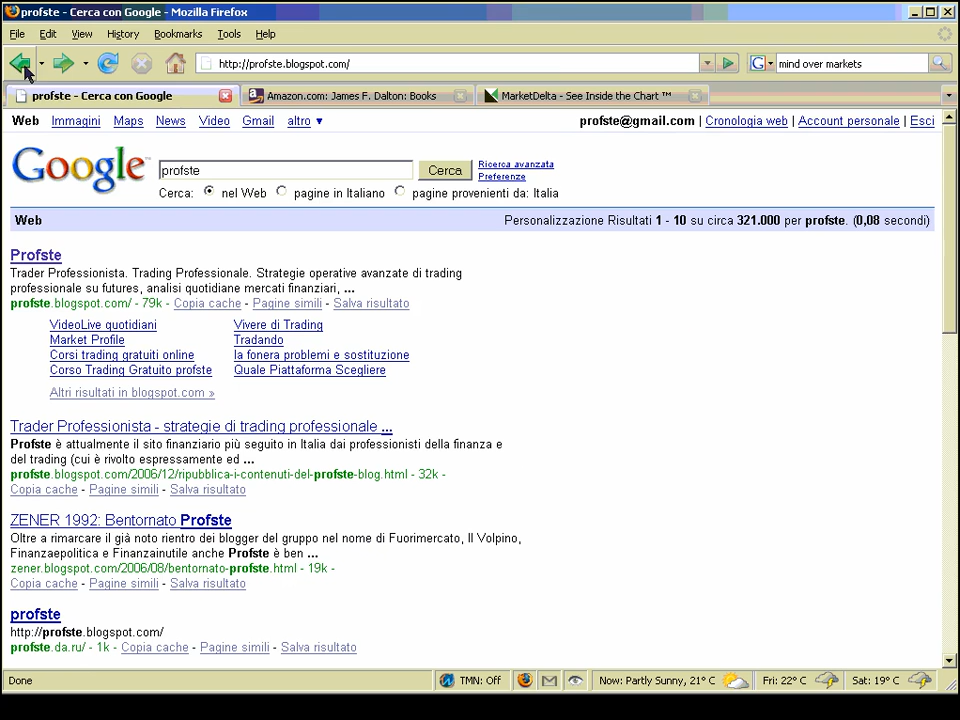 profste - Cerca con Google - Mozilla Firefox
File Edit View History Bookmarks Tools Help
http://profste.blogspot.com/ G mind over markets
profste - Cerca con Google Amazon.com: James F. Dalton: Books MarketDelta - See Inside the Chart ™
Web Immagini Maps News Video Gmail altro ▼ profste@gmail.com | Cronologia web | Account personale | Esci
Google™ profste Cerca Ricerca avanzata
Preferenze
Cerca: nel Web pagine in Italiano pagine provenienti da: Italia
Web Personalizzazione Risultati 1 - 10 su circa 321.000 per profste. (0,08 secondi)
Profste
Trader Professionista. Trading Professionale. Strategie operative avanzate di trading
professionale su futures, analisi quotidiane mercati finanziari, ...
profste.blogspot.com/ - 79k - Copia cache - Pagine simili - Salva risultato
VideoLive quotidiani Vivere di Trading
Market Profile Tradando
Corsi trading gratuiti online la fonera problemi e sostituzione
Corso Trading Gratuito profste Quale Piattaforma Scegliere
Altri risultati in blogspot.com »
Trader Professionista - strategie di trading professionale ...
Profste è attualmente il sito finanziario più seguito in Italia dai professionisti della finanza e
del trading (cui è rivolto espressamente ed ...
profste.blogspot.com/2006/12/ripubblica-i-contenuti-del-profste-blog.html - 32k -
Copia cache - Pagine simili - Salva risultato
ZENER 1992: Bentornato Profste
Oltre a rimarcare il già noto rientro dei blogger del gruppo nel nome di Fuorimercato, Il Volpino,
Finanzaepolitica e Finanzainutile anche Profste è ben ...
zener.blogspot.com/2006/08/bentornato-profste.html - 19k -
Copia cache - Pagine simili - Salva risultato
profste
http://profste.blogspot.com/
profste.da.ru/ - 1k - Copia cache - Pagine simili - Salva risultato
Done TMN: Off Now: Partly Sunny, 21° C Fri: 22° C Sat: 19° C